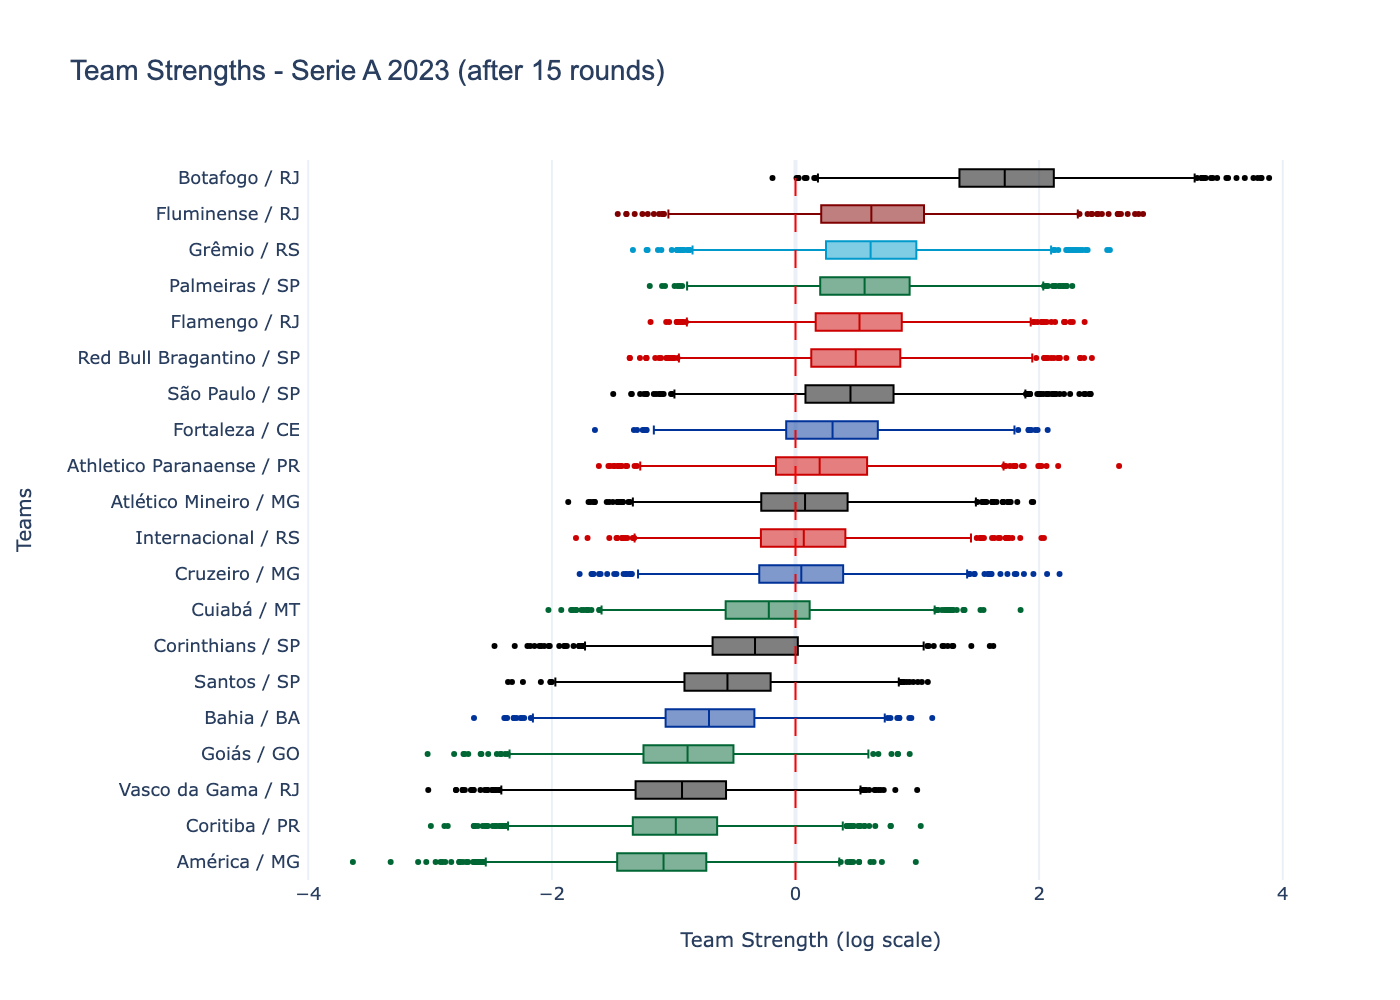 Team Strengths - Serie A 2023 (after 15 rounds)
Teams
Botafogo / RJ
Fluminense / RJ
Grêmio / RS
Palmeiras / SP
Flamengo / RJ
Red Bull Bragantino / SP
São Paulo / SP
Fortaleza / CE
Athletico Paranaense / PR
Atlético Mineiro / MG
Internacional / RS
Cruzeiro / MG
Cuiabá / MT
Corinthians / SP
Santos / SP
Bahia / BA
Goiás / GO
Vasco da Gama / RJ
Coritiba / PR
América / MG
−4 −2 0 2 4
Team Strength (log scale)